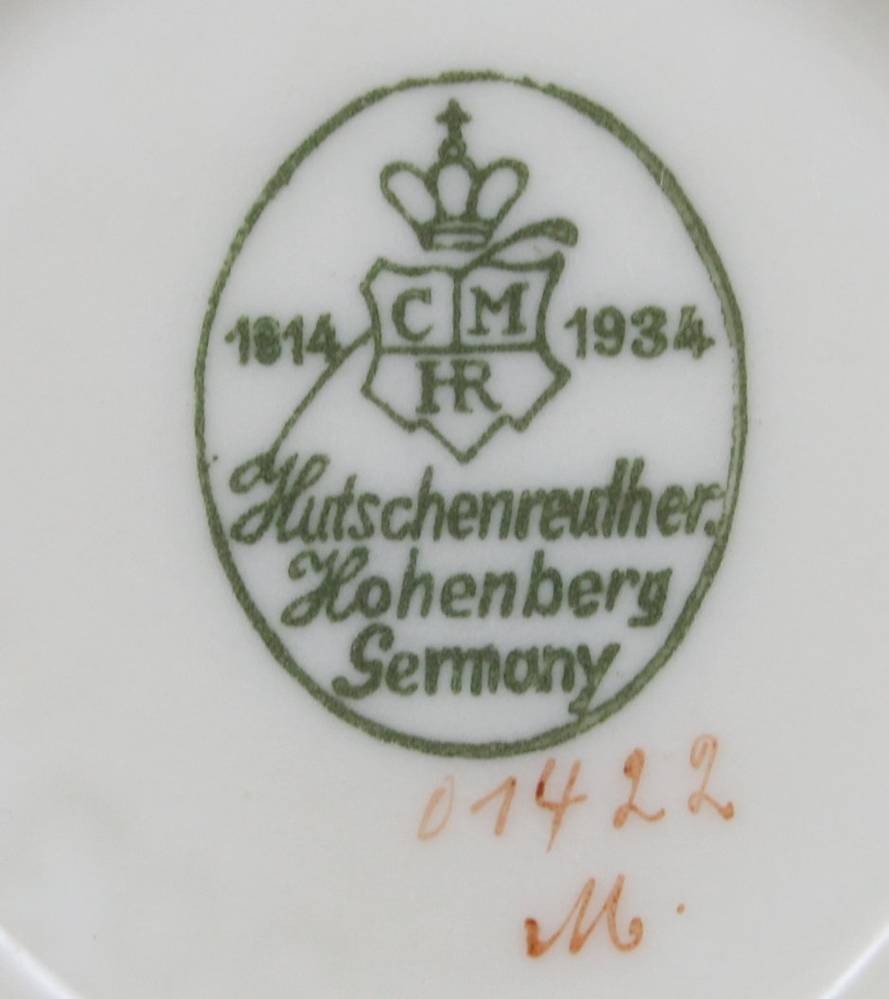 C M
1814 1934
HR
Hutschenreuther.
Hohenberg
Germany
01422
M.